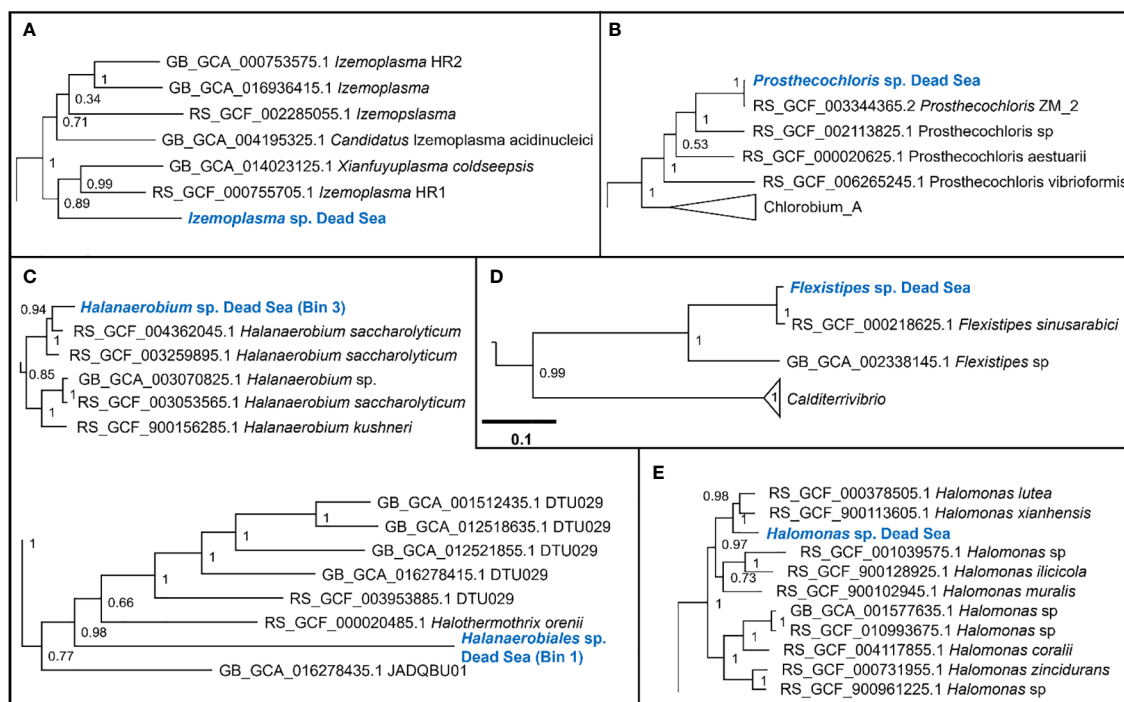 A
GB_GCA_000753575.1 Izemoplasma HR2
1
GB_GCA_016936415.1 Izemoplasma
0.34
RS_GCF_002285055.1 Izemopslasma
0.71
GB_GCA_004195325.1 Candidatus Izemoplasma acidinucleici
1
GB_GCA_014023125.1 Xianfuyuplasma coldseepsis
0.99
RS_GCF_000755705.1 Izemoplasma HR1
0.89
Izemoplasma sp. Dead Sea
B
1
Prosthecochloris sp. Dead Sea
RS_GCF_003344365.2 Prosthecochloris ZM_2
1
RS_GCF_002113825.1 Prosthecochloris sp
0.53
RS_GCF_000020625.1 Prosthecochloris aestuarii
1
RS_GCF_006265245.1 Prosthecochloris vibrioformis
1
Chlorobium_A
C
0.94
Halanaerobium sp. Dead Sea (Bin 3)
RS_GCF_004362045.1 Halanaerobium saccharolyticum
1
RS_GCF_003259895.1 Halanaerobium saccharolyticum
0.85
GB_GCA_003070825.1 Halanaerobium sp.
1
RS_GCF_003053565.1 Halanaerobium saccharolyticum
1
RS_GCF_900156285.1 Halanaerobium kushneri
1
GB_GCA_001512435.1 DTU029
1
GB_GCA_012518635.1 DTU029
1
GB_GCA_012521855.1 DTU029
1
GB_GCA_016278415.1 DTU029
1
RS_GCF_003953885.1 DTU029
0.66
RS_GCF_000020485.1 Halothermothrix orenii
0.98
Halanaerobiales sp.
Dead Sea (Bin 1)
0.77
GB_GCA_016278435.1 JADQBU01
D
Flexistipes sp. Dead Sea
1
RS_GCF_000218625.1 Flexistipes sinusarabici
1
GB_GCA_002338145.1 Flexistipes sp
0.99
1
Calditerrivibrio
0.1
E
0.98
RS_GCF_000378505.1 Halomonas lutea
RS_GCF_900113605.1 Halomonas xianhensis
1
Halomonas sp. Dead Sea
0.97
RS_GCF_001039575.1 Halomonas sp
RS_GCF_900128925.1 Halomonas ilicicola
0.73
RS_GCF_900102945.1 Halomonas muralis
1
GB_GCA_001577635.1 Halomonas sp
1
RS_GCF_010993675.1 Halomonas sp
RS_GCF_004117855.1 Halomonas coralii
1
RS_GCF_000731955.1 Halomonas zincidurans
1
RS_GCF_900961225.1 Halomonas sp